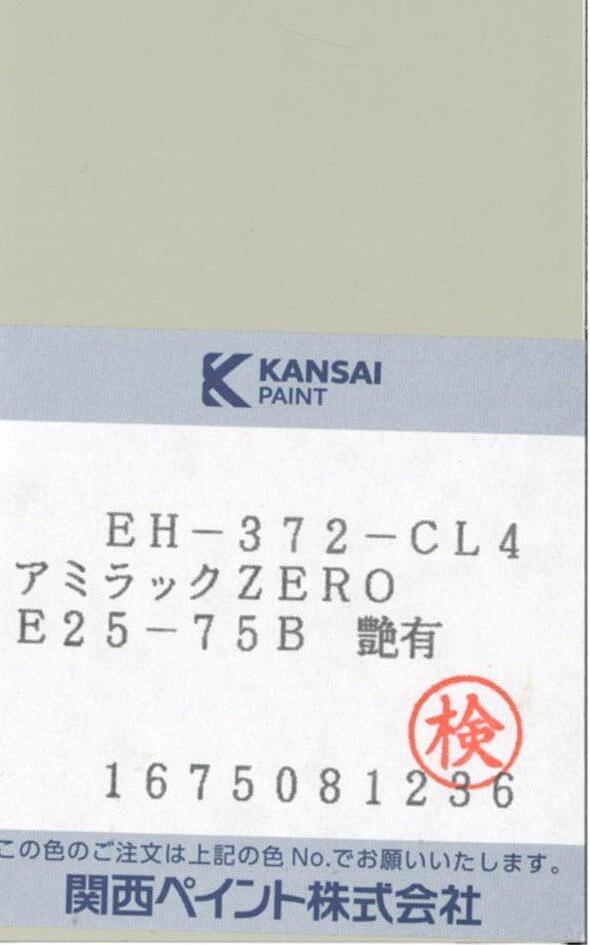 KANSAI
PAINT
EH－372－CL4
アミラックZERO
E25－75B　艶有
検
1675081236
この色のご注文は上記の色 No.でお願いいたします。
関西ペイント株式会社